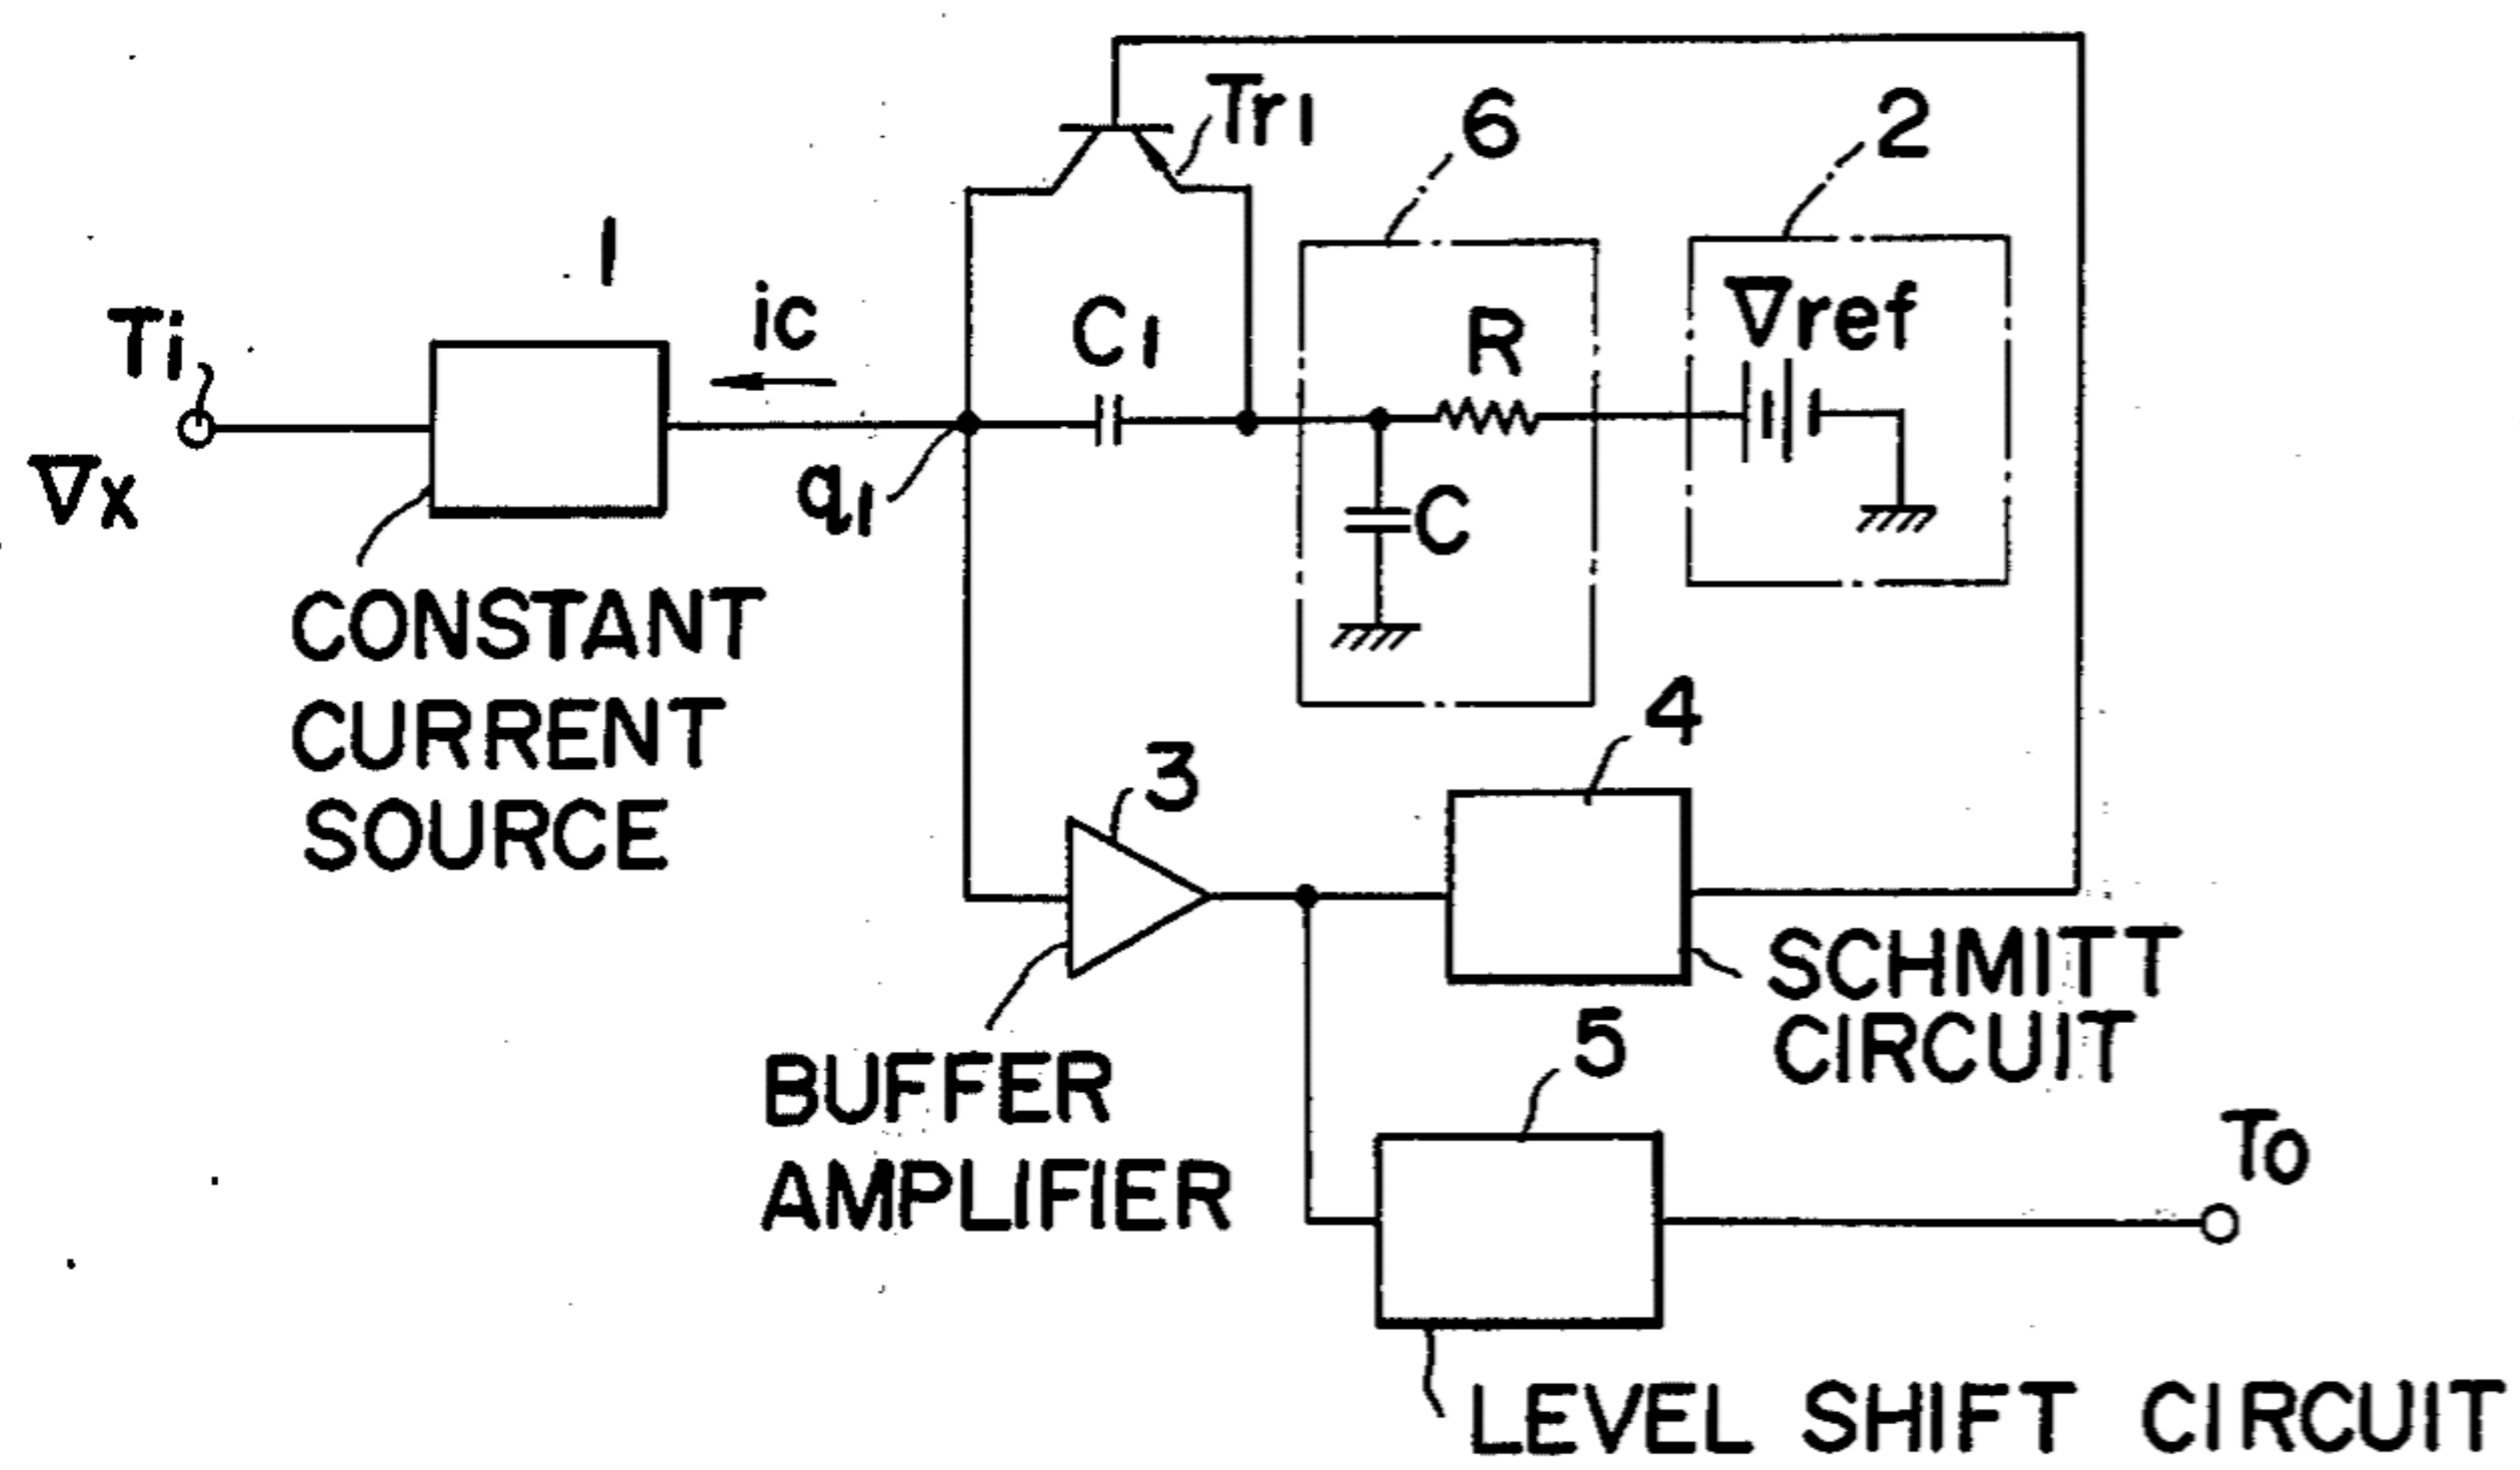 Tr1
6
2
1
Ti
ic
C1
R
Vref
Vx
q1
C
CONSTANT
CURRENT
SOURCE
3
4
BUFFER
AMPLIFIER
SCHMITT
CIRCUIT
5
To
LEVEL SHIFT CIRCUIT